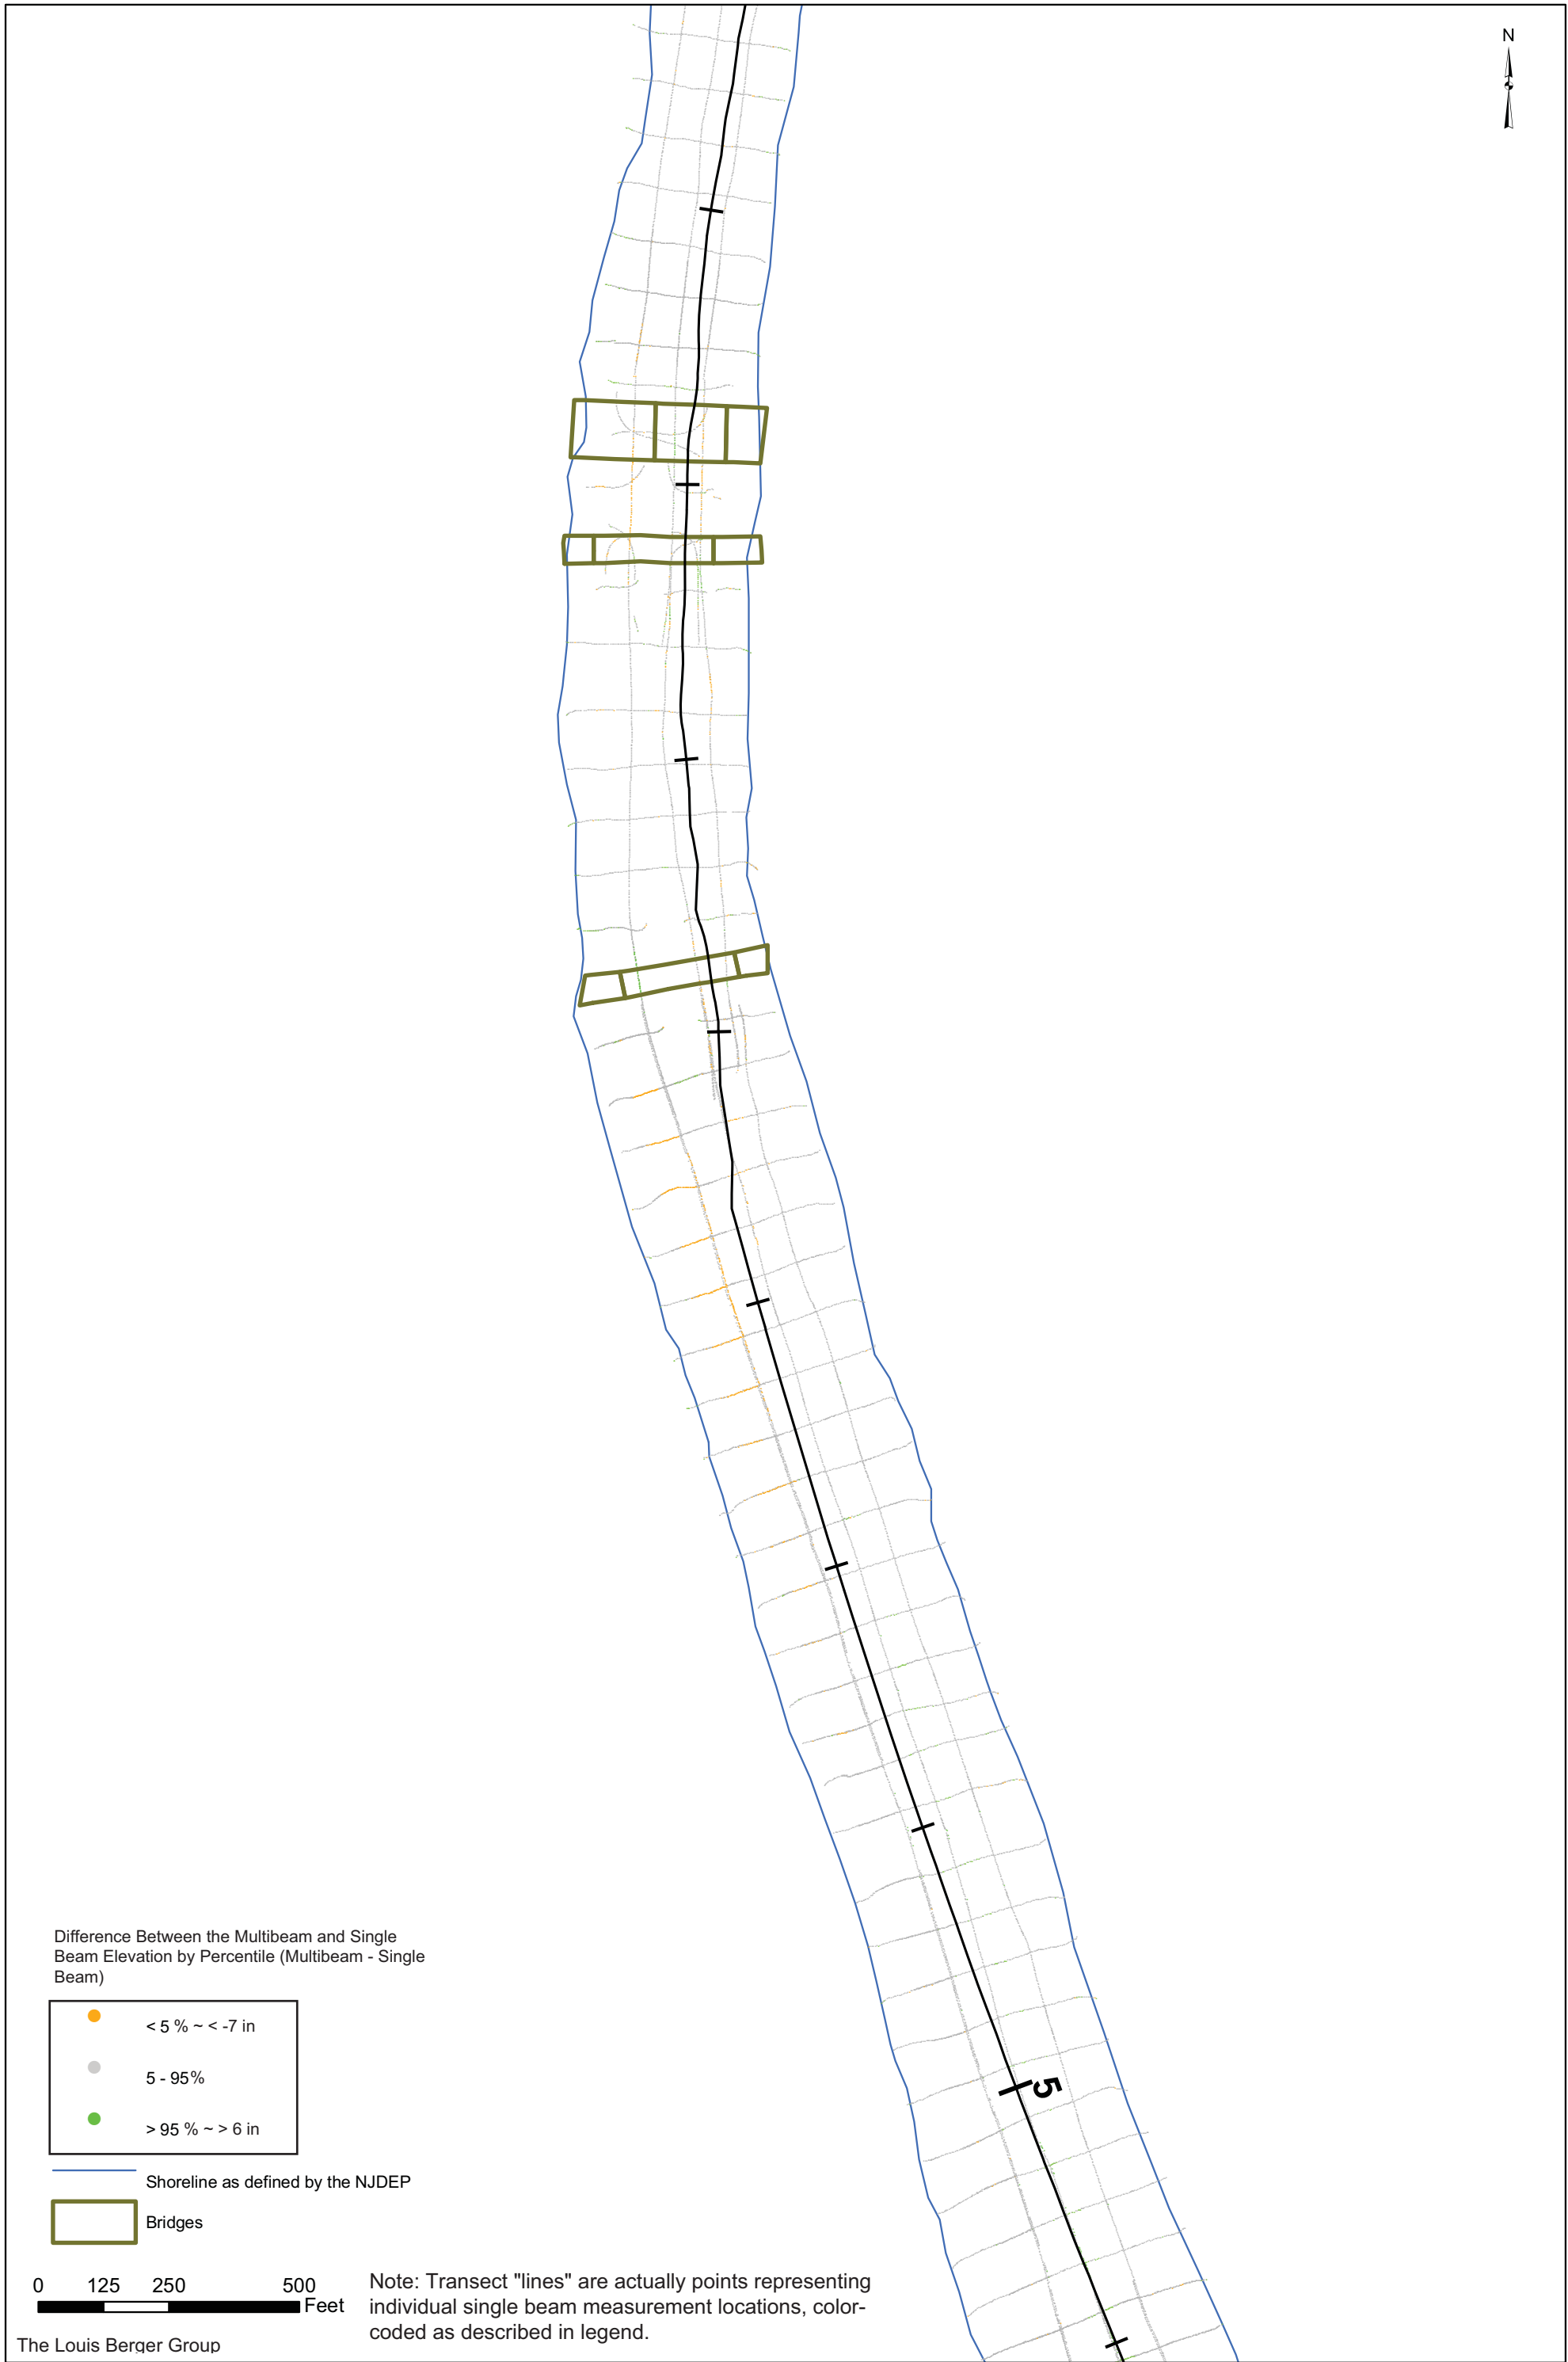 N
5
Difference Between the Multibeam and Single
Beam Elevation by Percentile (Multibeam - Single
Beam)
< 5 % ~ < -7 in
5 - 95%
> 95 % ~ > 6 in
Shoreline as defined by the NJDEP
Bridges
0 125 250 500
Feet
Note: Transect "lines" are actually points representing
individual single beam measurement locations, color-
coded as described in legend.
The Louis Berger Group